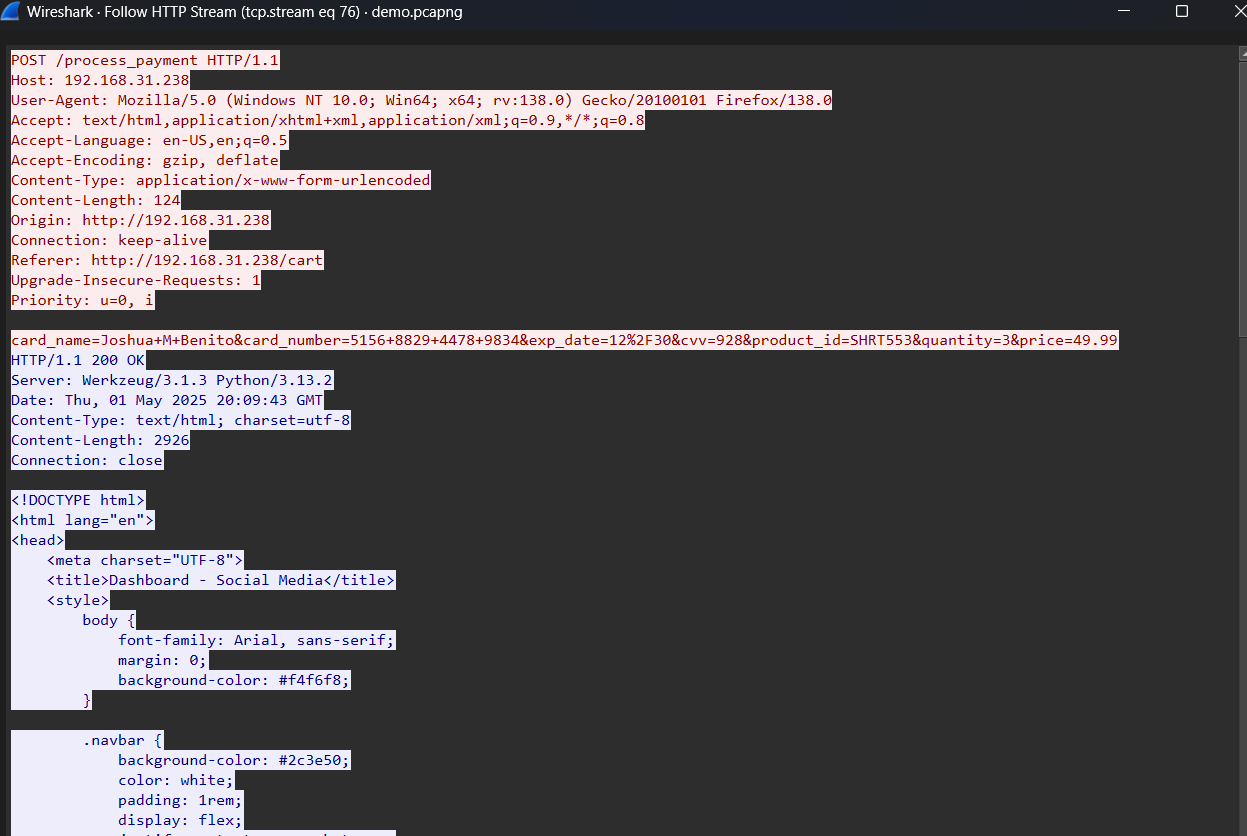 Wireshark · Follow HTTP Stream (tcp.stream eq 76) · demo.pcapng
POST /process_payment HTTP/1.1
Host: 192.168.31.238
User-Agent: Mozilla/5.0 (Windows NT 10.0; Win64; x64; rv:138.0) Gecko/20100101 Firefox/138.0
Accept: text/html,application/xhtml+xml,application/xml;q=0.9,*/*;q=0.8
Accept-Language: en-US,en;q=0.5
Accept-Encoding: gzip, deflate
Content-Type: application/x-www-form-urlencoded
Content-Length: 124
Origin: http://192.168.31.238
Connection: keep-alive
Referer: http://192.168.31.238/cart
Upgrade-Insecure-Requests: 1
Priority: u=0, i
card_name=Joshua+M+Benito&card_number=5156+8829+4478+9834&exp_date=12%2F30&cvv=928&product_id=SHRT553&quantity=3&price=49.99
HTTP/1.1 200 OK
Server: Werkzeug/3.1.3 Python/3.13.2
Date: Thu, 01 May 2025 20:09:43 GMT
Content-Type: text/html; charset=utf-8
Content-Length: 2926
Connection: close
<!DOCTYPE html>
<html lang="en">
<head>
    <meta charset="UTF-8">
    <title>Dashboard - Social Media</title>
    <style>
        body {
            font-family: Arial, sans-serif;
            margin: 0;
            background-color: #f4f6f8;
        }
        .navbar {
            background-color: #2c3e50;
            color: white;
            padding: 1rem;
            display: flex;